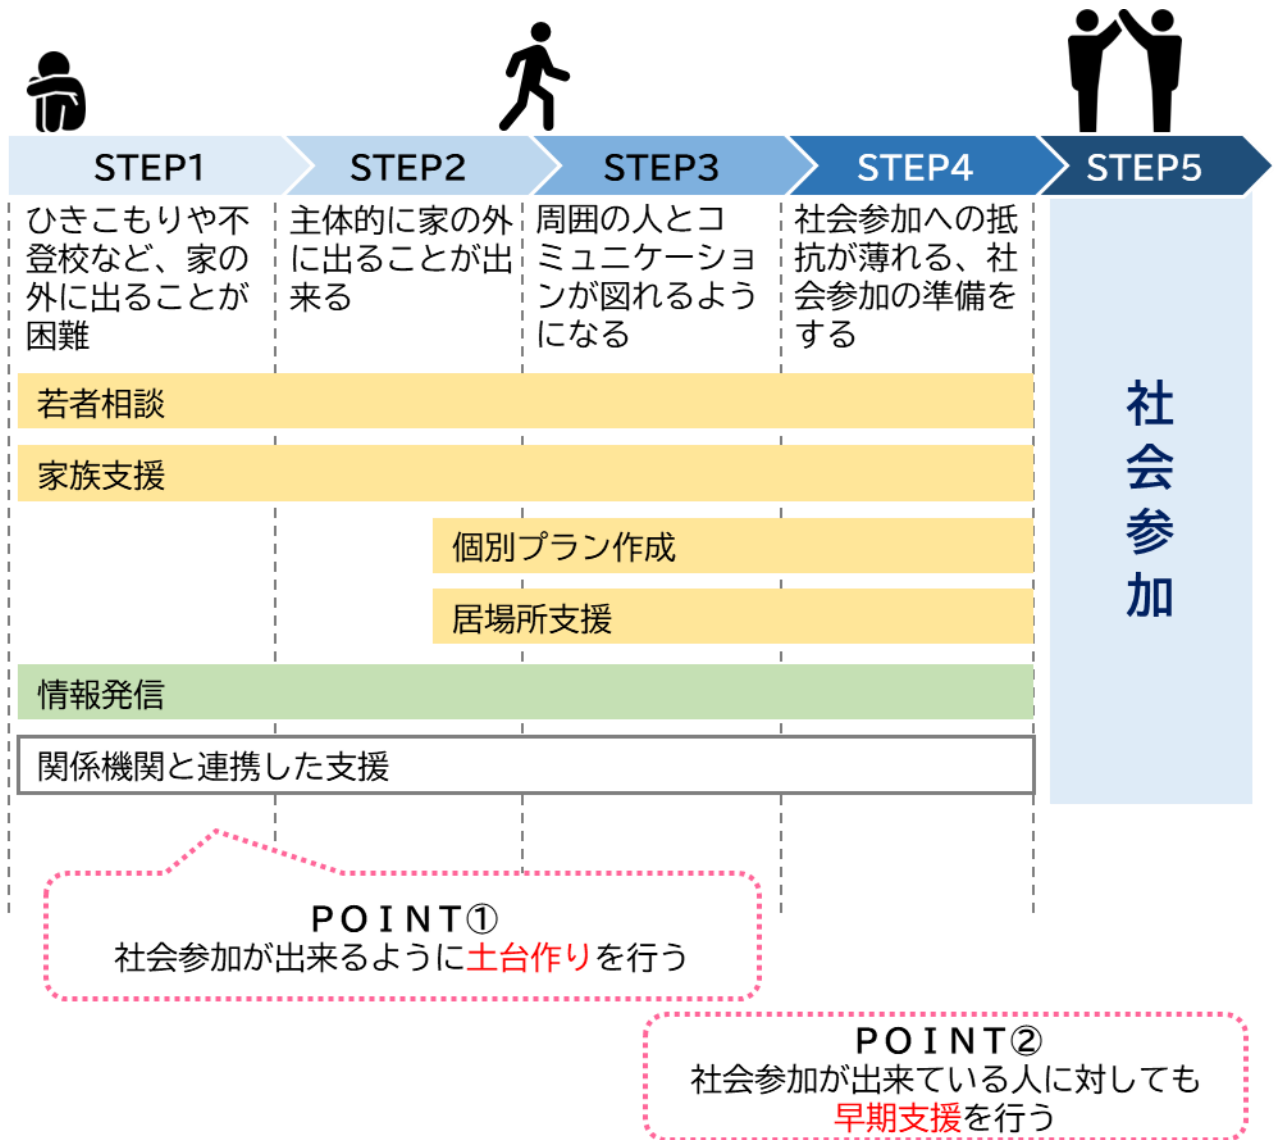 STEP1
STEP2
STEP3
STEP4
STEP5
ひきこもりや不
登校など、家の
外に出ることが
困難
主体的に家の外
に出ることが出
来る
周囲の人とコ
ミュニケーショ
ンが図れるよう
になる
社会参加への抵
抗が薄れる、社
会参加の準備を
する
若者相談
家族支援
個別プラン作成
居場所支援
情報発信
関係機関と連携した支援
社会参加
ＰＯＩＮＴ①
社会参加が出来るように土台作りを行う
ＰＯＩＮＴ②
社会参加が出来ている人に対しても
早期支援を行う